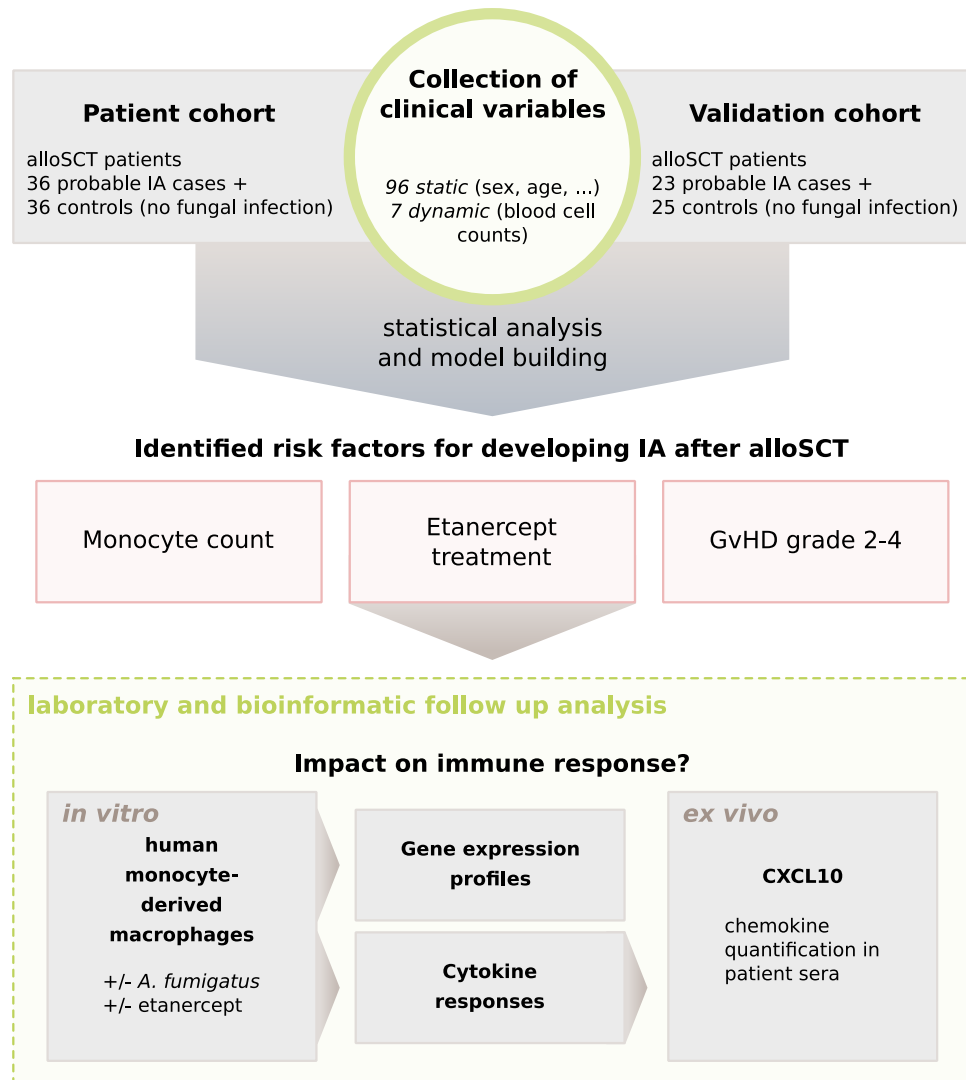 Collection of
clinical variables
96 static (sex, age, ...)
7 dynamic (blood cell
counts)
Patient cohort
alloSCT patients
36 probable IA cases +
36 controls (no fungal infection)
Validation cohort
alloSCT patients
23 probable IA cases +
25 controls (no fungal infection)
statistical analysis
and model building
Identified risk factors for developing IA after alloSCT
Monocyte count
Etanercept
treatment
GvHD grade 2-4
laboratory and bioinformatic follow up analysis
Impact on immune response?
in vitro
human
monocyte-
derived
macrophages
+/- A. fumigatus
+/- etanercept
Gene expression
profiles
Cytokine
responses
ex vivo
CXCL10
chemokine
quantification in
patient sera